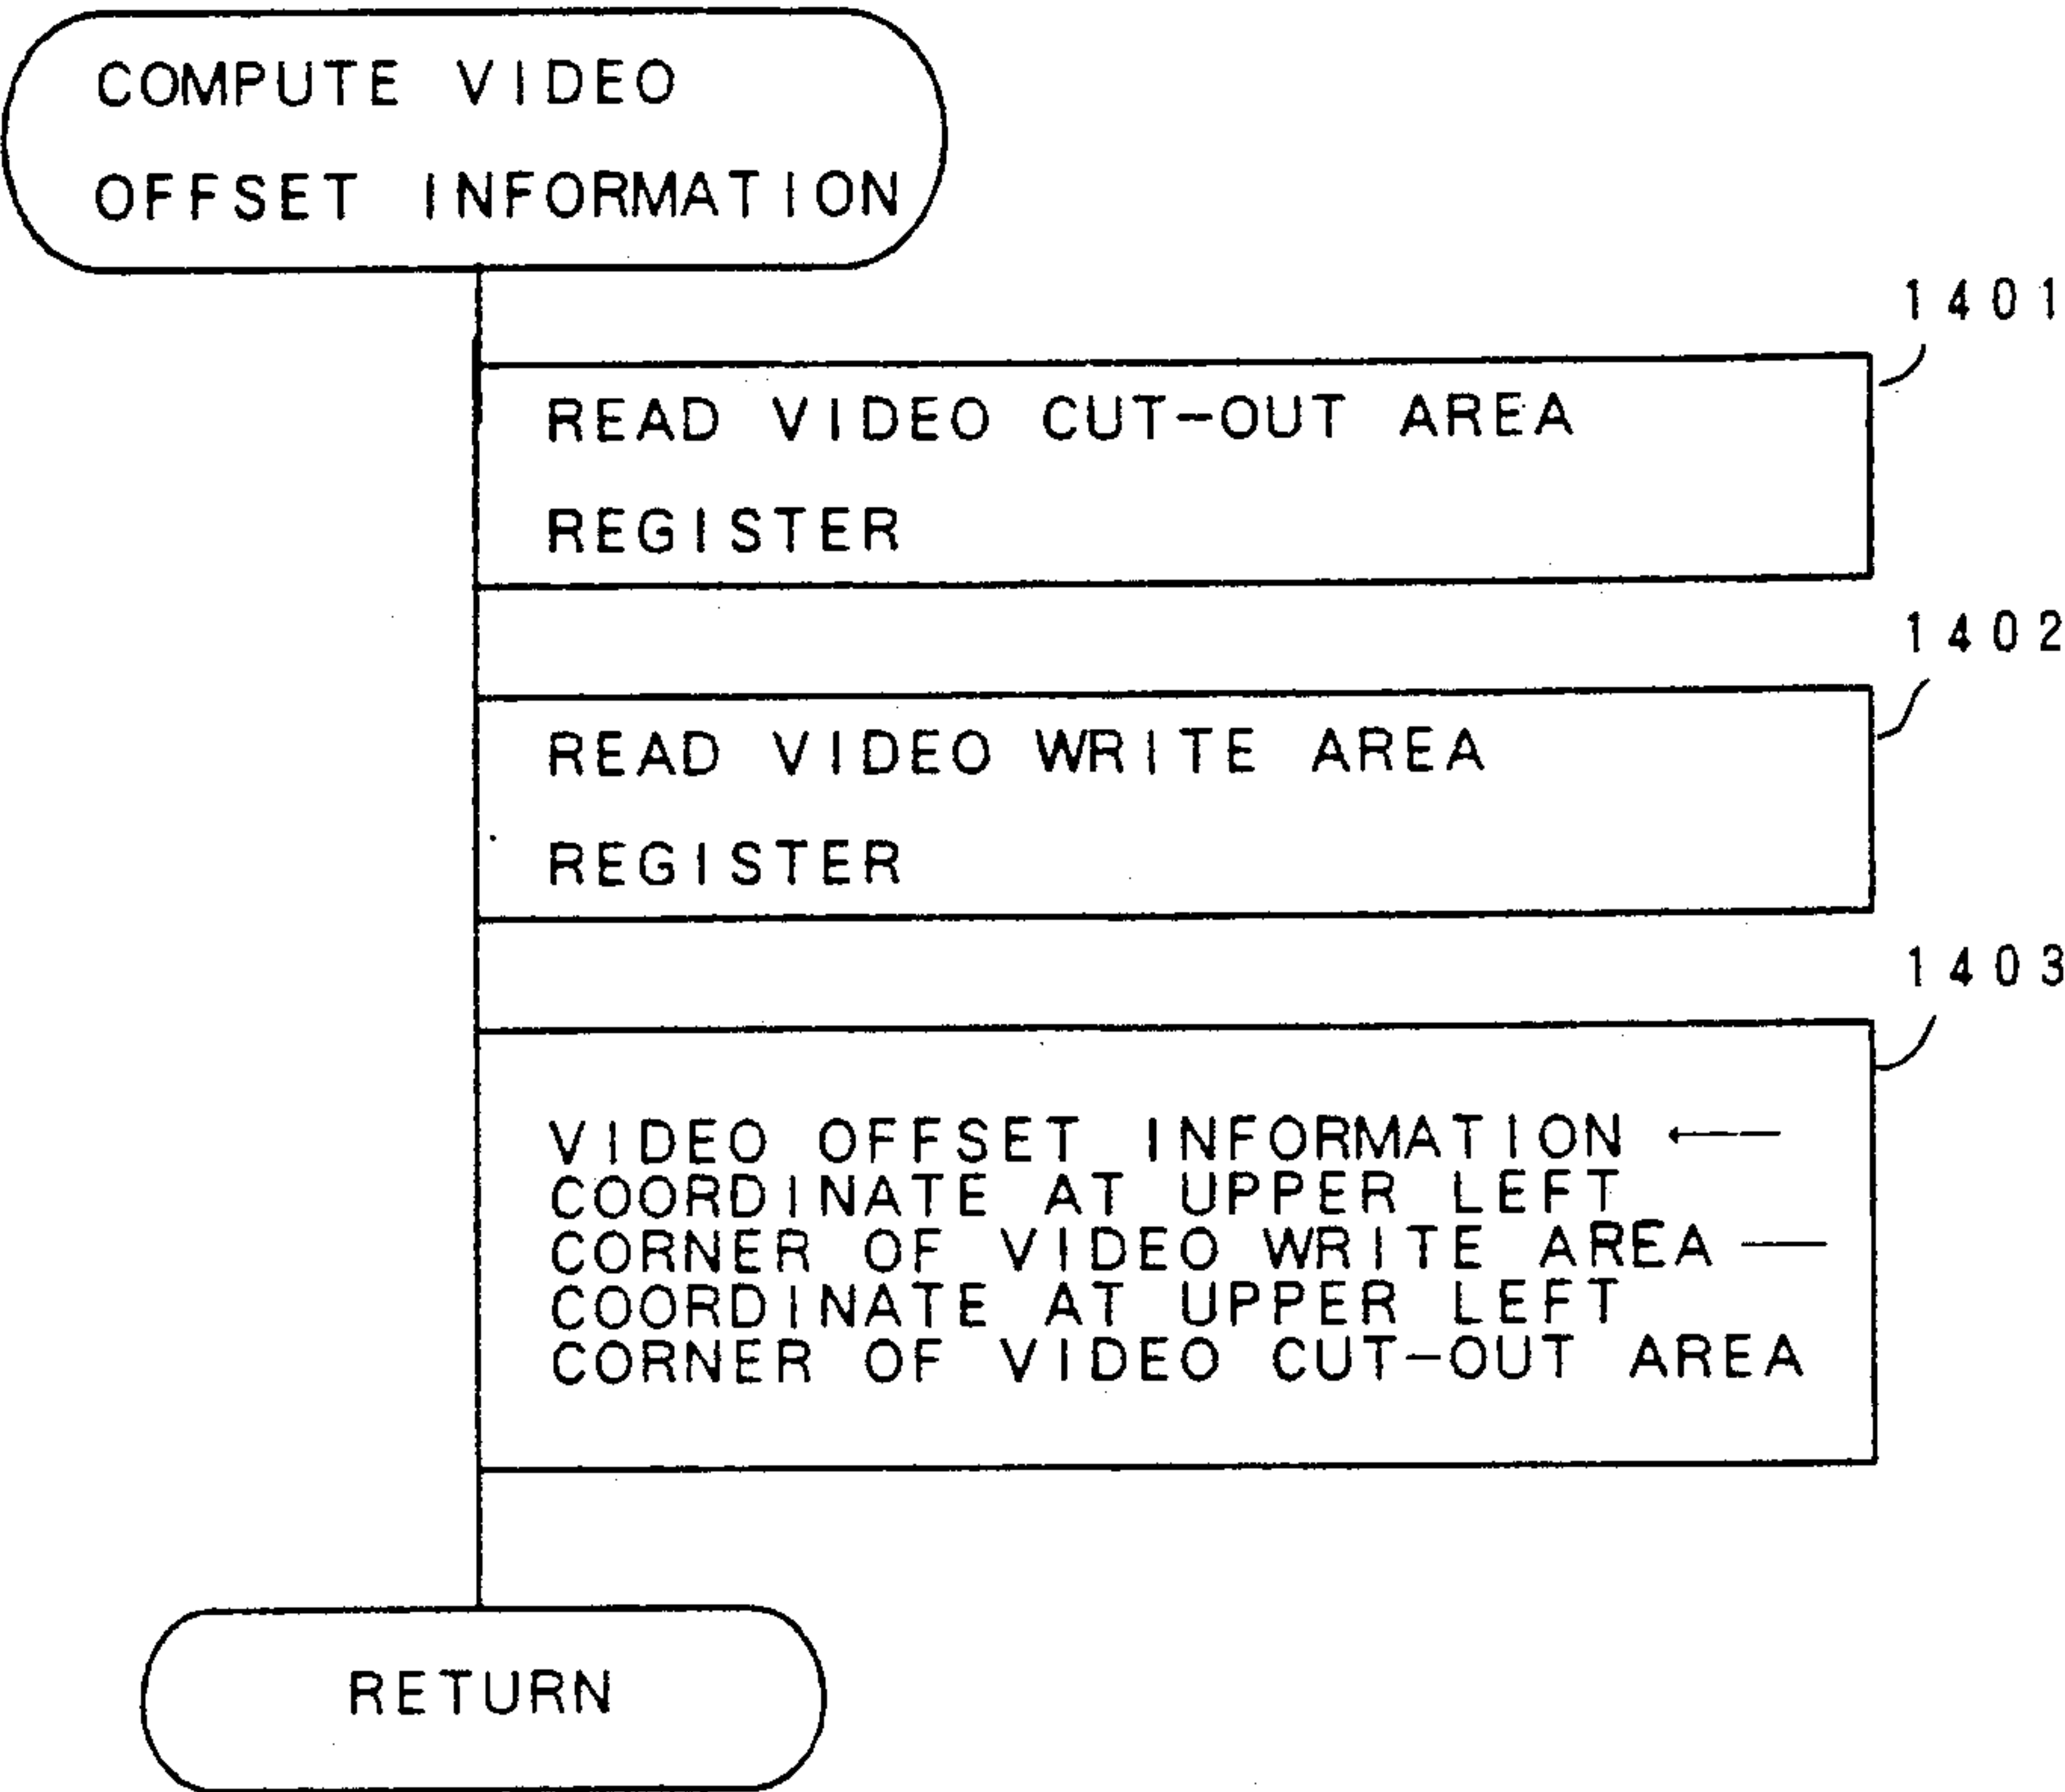 COMPUTE VIDEO
OFFSET INFORMATION
1401
READ VIDEO CUT-OUT AREA
REGISTER
1402
READ VIDEO WRITE AREA
REGISTER
1403
VIDEO OFFSET INFORMATION ←
COORDINATE AT UPPER LEFT
CORNER OF VIDEO WRITE AREA —
COORDINATE AT UPPER LEFT
CORNER OF VIDEO CUT-OUT AREA
RETURN